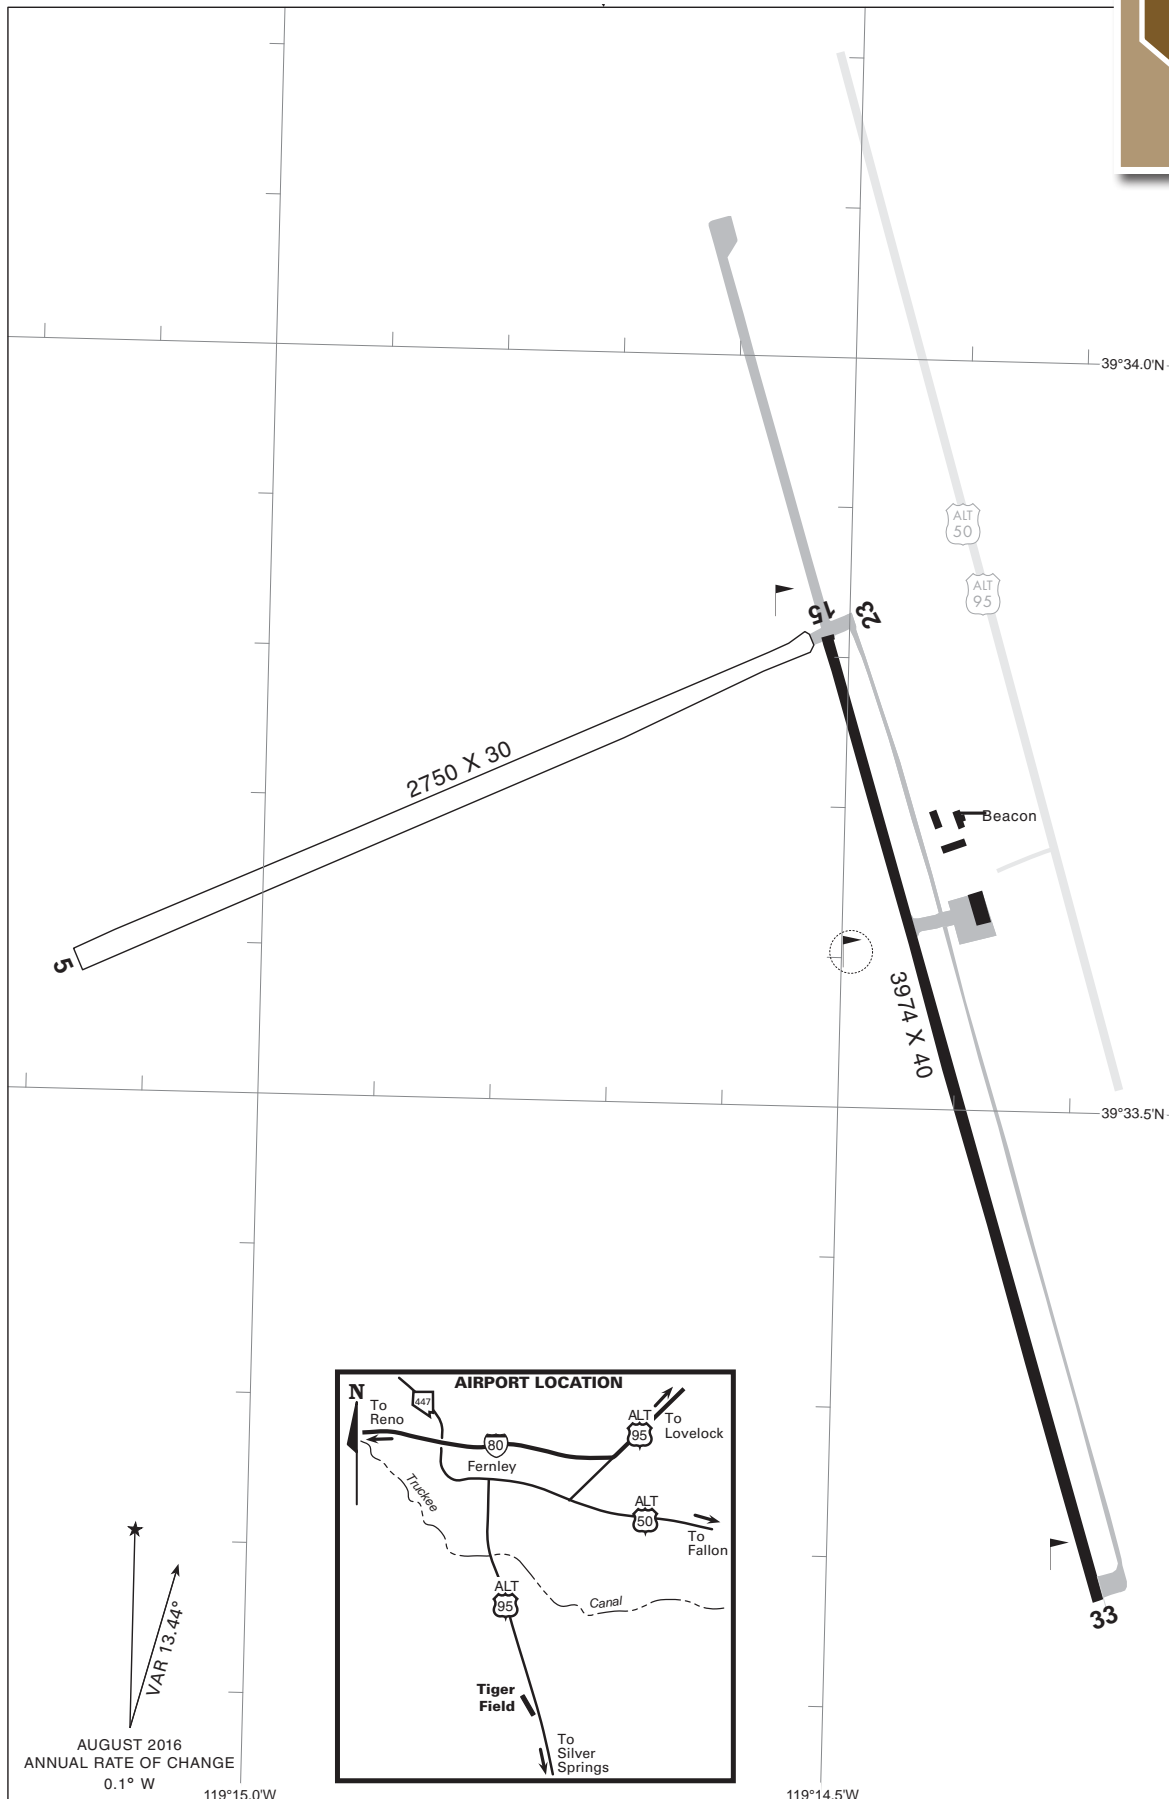 39°34.0'N
ALT
50
ALT
95
15
23
2750 X 30
Beacon
5
3974 X 40
39°33.5'N
AIRPORT LOCATION
N
447
To
Reno
80
Fernley
ALT
95
To
Lovelock
Truckee
ALT
50
To
Fallon
ALT
95
Canal
Tiger
Field
To
Silver
Springs
33
VAR 13.44°
AUGUST 2016
ANNUAL RATE OF CHANGE
0.1° W
119°15.0'W
119°14.5'W